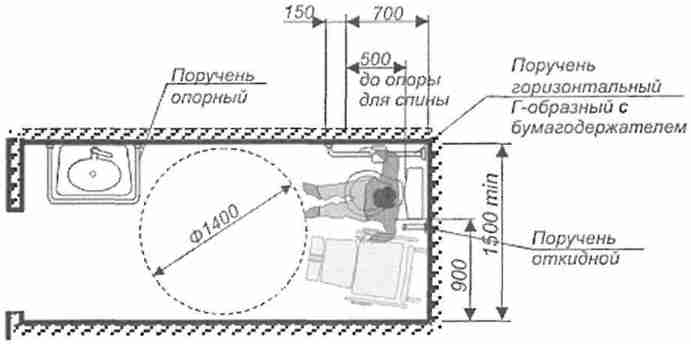 150
700
500
до опоры
для спины
Поручень
опорный
Поручень
горизонтальный
Г-образный с
бумагодержателем
Ф1400
1500 min
900
Поручень
откидной